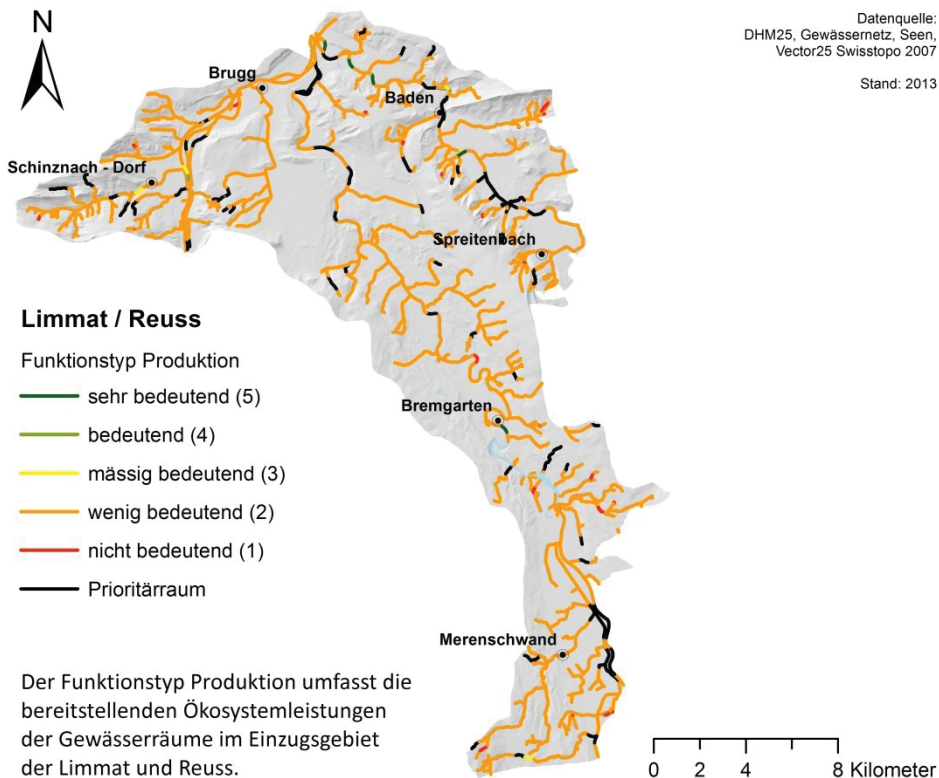 N
Datenquelle:
DHM25, Gewässernetz, Seen,
Vector25 Swisstopo 2007
Stand: 2013
Brugg
Baden
Schinznach - Dorf
Spreitenbach
Limmat / Reuss
Funktionstyp Produktion
sehr bedeutend (5)
bedeutend (4)
mässig bedeutend (3)
wenig bedeutend (2)
nicht bedeutend (1)
Prioritärraum
Bremgarten
Merenschwand
Der Funktionstyp Produktion umfasst die
bereitstellenden Ökosystemleistungen
der Gewässerräume im Einzugsgebiet
der Limmat und Reuss.
0 2 4 8 Kilometer